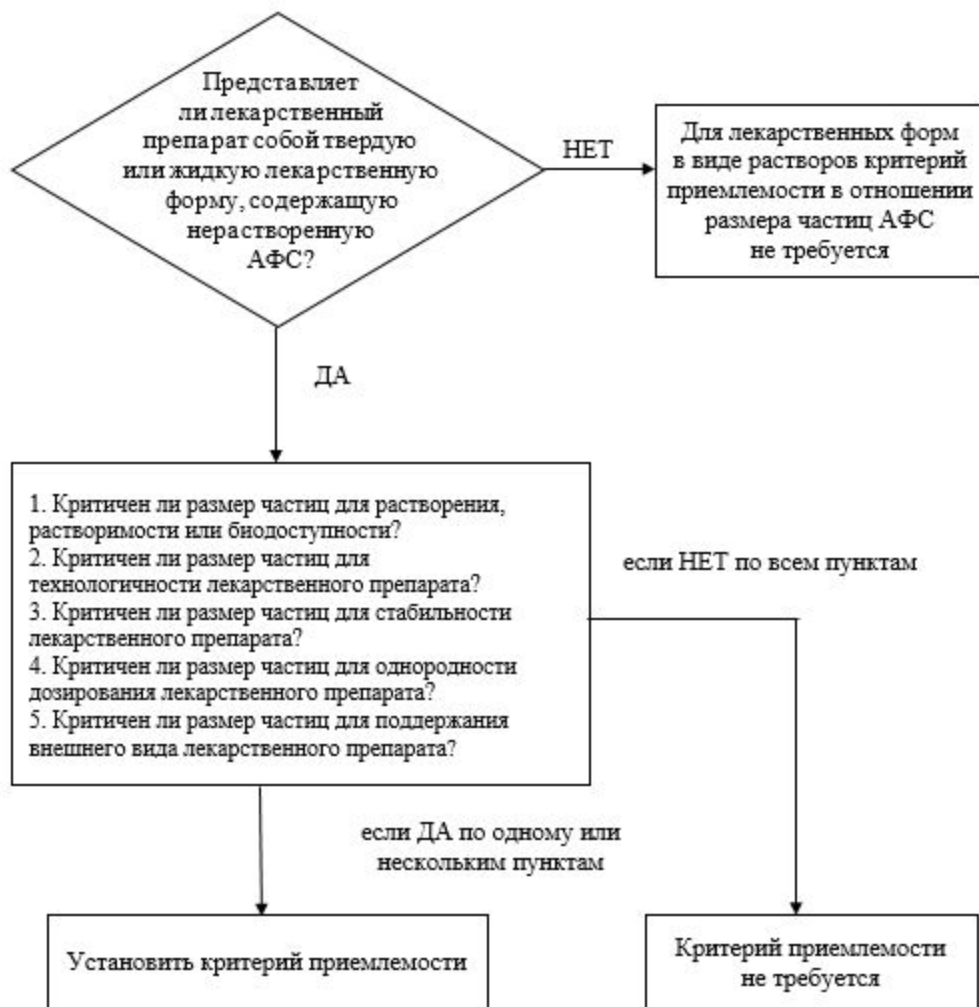 Представляет
ли лекарственный
препарат собой твердую
или жидкую лекарственную
форму, содержащую
нерастворенную
АФС?
НЕТ
Для лекарственных форм
в виде растворов критерий
приемлемости в отношении
размера частиц АФС
не требуется
ДА
1. Критичен ли размер частиц для растворения,
растворимости или биодоступности?
2. Критичен ли размер частиц для
технологичности лекарственного препарата?
3. Критичен ли размер частиц для стабильности
лекарственного препарата?
4. Критичен ли размер частиц для однородности
дозирования лекарственного препарата?
5. Критичен ли размер частиц для поддержания
внешнего вида лекарственного препарата?
если НЕТ по всем пунктам
если ДА по одному или
нескольким пунктам
Установить критерий приемлемости
Критерий приемлемости
не требуется